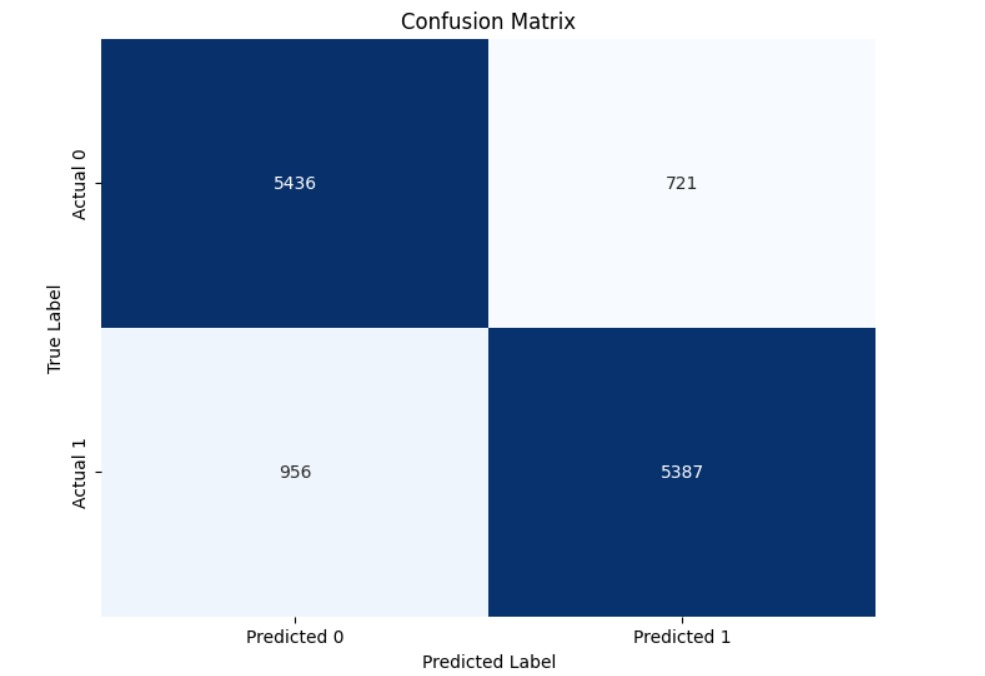 Confusion Matrix
Actual 0
5436
721
True Label
Actual 1
956
5387
Predicted 0
Predicted 1
Predicted Label